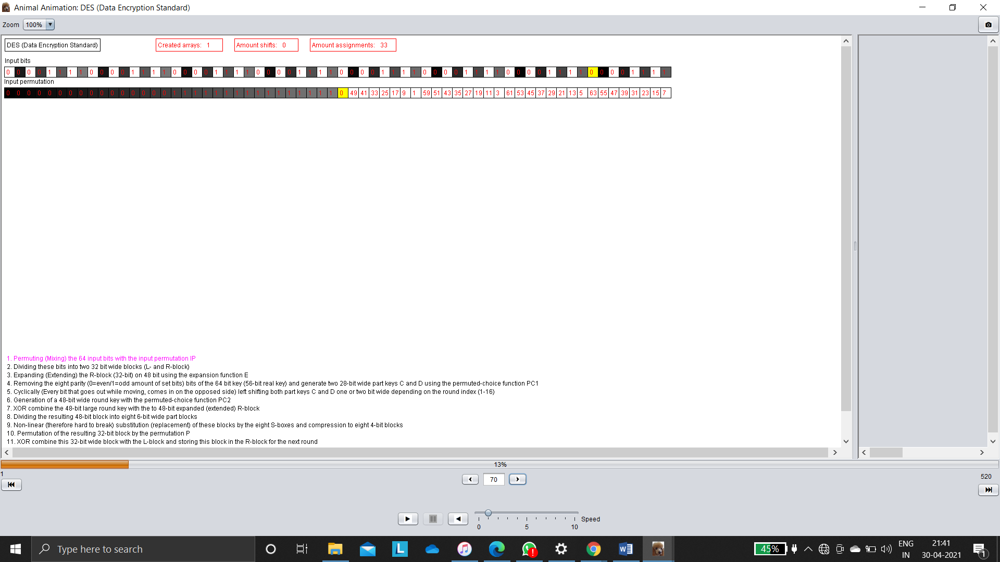 Animal Animation: DES (Data Encryption Standard)
Zoom 100%
DES (Data Encryption Standard) Created arrays: 1 Amount shifts: 0 Amount assignments: 33
Input bits
0 0 0 0 1 1 1 0 0 0 0 1 1 1 0 0 0 0 1 1 1 0 0 0 0 1 1 1 0 0 0 0 1 1 1 0 0 0 0 1 1 1 0 0 0 0 1 1 1 0 0 0 0 1 1 1
Input permutation
0 0 0 0 0 0 0 0 0 0 0 0 0 0 0 0 1 1 1 1 1 1 1 1 1 1 1 0 49 41 33 25 17 9 1 59 51 43 35 27 19 11 3 61 53 45 37 29 21 13 5 63 55 47 39 31 23 15 7
1. Permuting (Mixing) the 64 input bits with the input permutation IP
2. Dividing these bits into two 32 bit wide blocks (L- and R-block)
3. Expanding (Extending) the R-block (32-bit) on 48 bit using the expansion function E
4. Removing the eight parity (0=even/1=odd amount of set bits) bits of the 64 bit key (56-bit real key) and generate two 28-bit wide part keys C and D using the permuted-choice function PC1
5. Cyclically (Every bit that goes out while moving, comes in on the opposed side) left shifting both part keys C and D one or two bit wide depending on the round index (1-16)
6. Generation of a 48-bit wide round key with the permuted-choice function PC2
7. XOR combine the 48-bit large round key with the to 48-bit expanded (extended) R-block
8. Dividing the resulting 48-bit block into eight 6-bit wide part blocks
9. Non-linear (therefore hard to break) substitution (replacement) of these blocks by the eight S-boxes and compression to eight 4-bit blocks
10. Permutation of the resulting 32-bit block by the permutation P
11. XOR combine this 32-bit wide block with the L-block and storing this block in the R-block for the next round
13%
1
70
520
Speed
0 5 10
Type here to search
45%
ENG
IN
21:41
30-04-2021
1